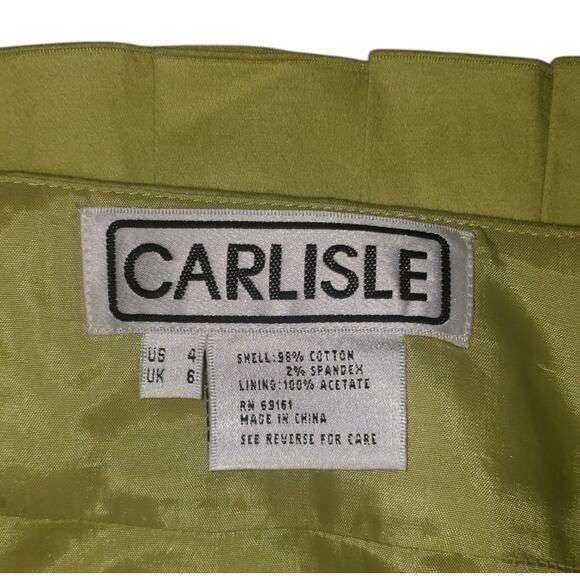 CARLISLE
US 4
UK 6
SHELL: 98% COTTON
2% SPANDEX
LINING: 100% ACETATE
RN 69161
MADE IN CHINA
SEE REVERSE FOR CARE